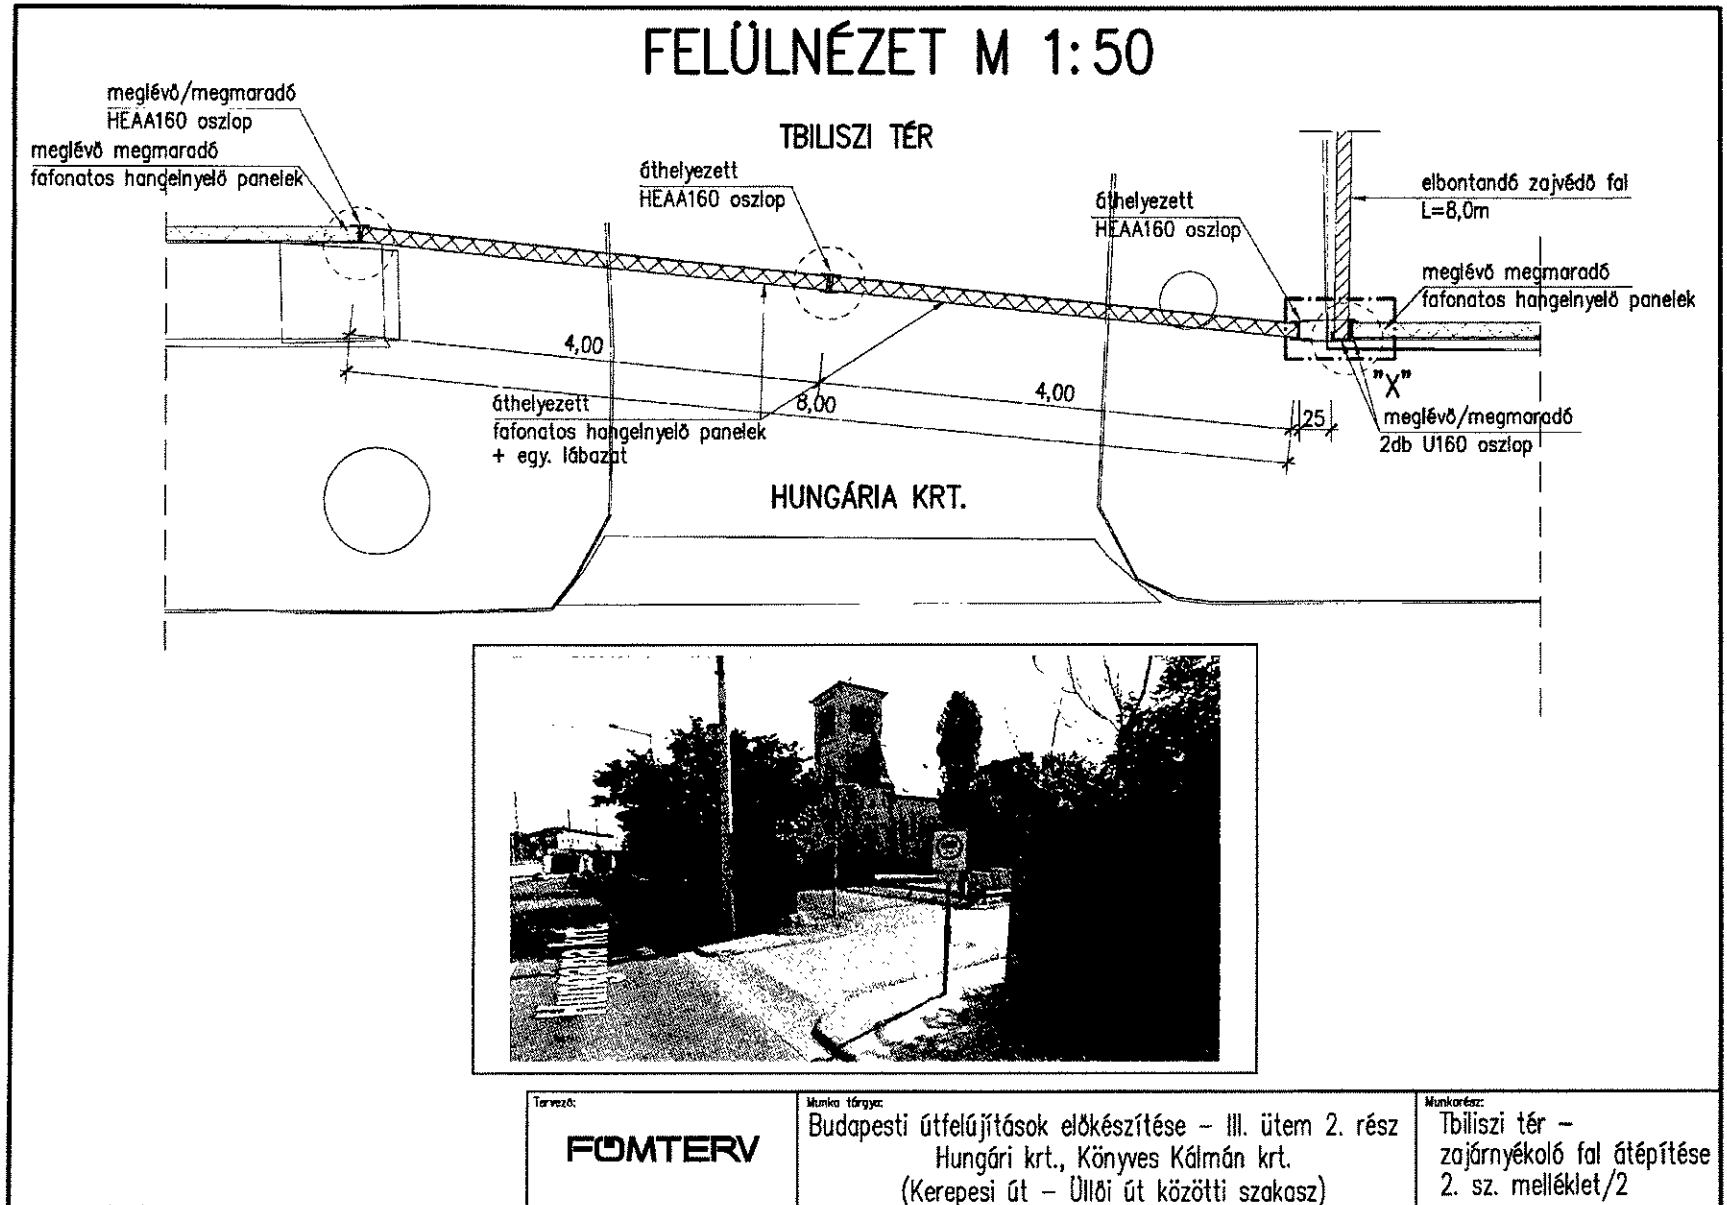 FELÜLNÉZET M 1:50
meglévő/megmaradó
HEAA160 oszlop
meglévő megmaradó
fafonatos hangelnyelő panelek
TBILISZI TÉR
áthelyezett
HEAA160 oszlop
áthelyezett
HEAA160 oszlop
elbontandó zajvédő fal
L=8,0m
meglévő megmaradó
fafonatos hangelnyelő panelek
4,00
4,00
8,00
25
"X"
áthelyezett
fafonatos hangelnyelő panelek
+ egy. lábazat
meglévő/megmaradó
2db U160 oszlop
HUNGÁRIA KRT.
Tervező:
FŐMTERV
Munka tárgya:
Budapesti útfelújítások előkészítése – III. ütem 2. rész
Hungári krt., Könyves Kálmán krt.
(Kerepesi út – Üllői út közötti szakasz)
Munkarész:
Tbiliszi tér –
zajárnyékoló fal átépítése
2. sz. melléklet/2